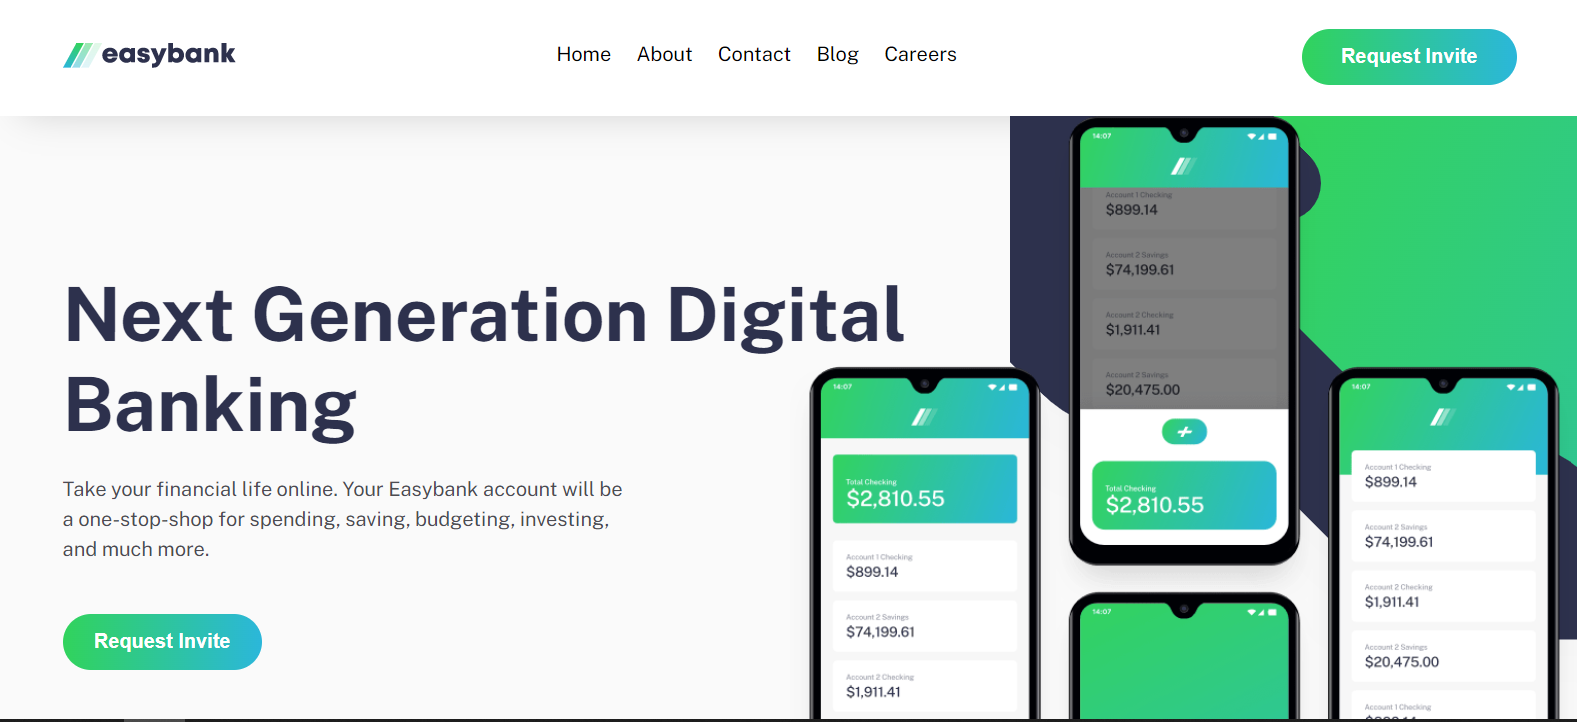 easybank
Home About Contact Blog Careers
Request Invite
Next Generation Digital
Banking
Take your financial life online. Your Easybank account will be
a one-stop-shop for spending, saving, budgeting, investing,
and much more.
Request Invite
14:07
Total Checking
$2,810.55
Account 1 Checking
$899.14
Account 2 Savings
$74,199.61
Account 2 Checking
$1,911.41
14:07
Account 1 Checking
$899.14
Account 2 Savings
$74,199.61
Account 2 Checking
$1,911.41
Account 2 Savings
$20,475.00
Total Checking
$2,810.55
14:07
14:07
Account 1 Checking
$899.14
Account 2 Savings
$74,199.61
Account 2 Checking
$1,911.41
Account 2 Savings
$20,475.00
Account 1 Checking